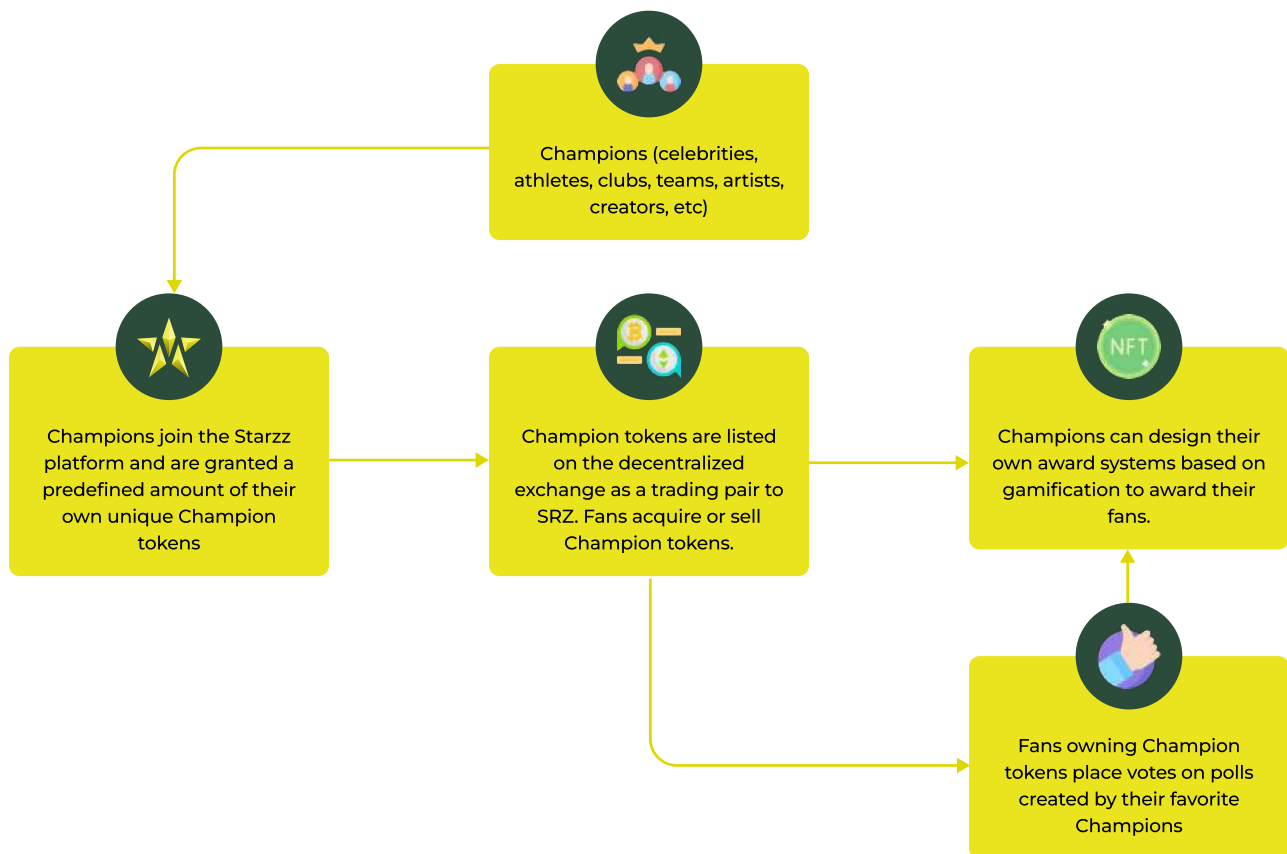 Champions (celebrities,
athletes, clubs, teams, artists,
creators, etc)
Champions join the Starzz
platform and are granted a
predefined amount of their
own unique Champion
tokens
Champion tokens are listed
on the decentralized
exchange as a trading pair to
SRZ. Fans acquire or sell
Champion tokens.
NFT
Champions can design their
own award systems based on
gamification to award their
fans.
Fans owning Champion
tokens place votes on polls
created by their favorite
Champions